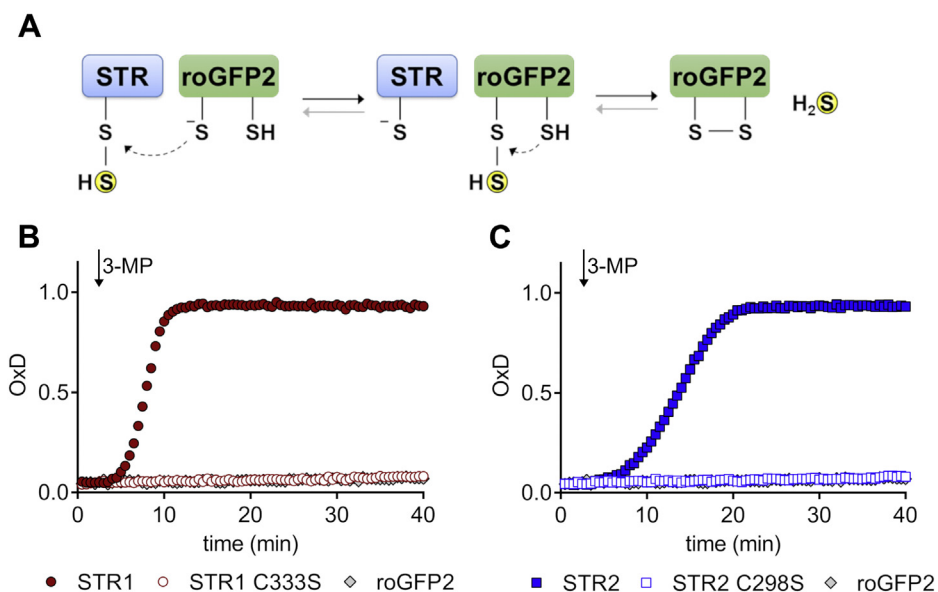 A
STR roGFP2 STR roGFP2 roGFP2
S ⁻S SH ⁻S S SH S S H₂S
HS HS
B C
3-MP 3-MP
1.0 1.0
OxD OxD
0.5 0.5
0.0 0.0
0 10 20 30 40 0 10 20 30 40
time (min) time (min)
STR1 STR1 C333S roGFP2 STR2 STR2 C298S roGFP2